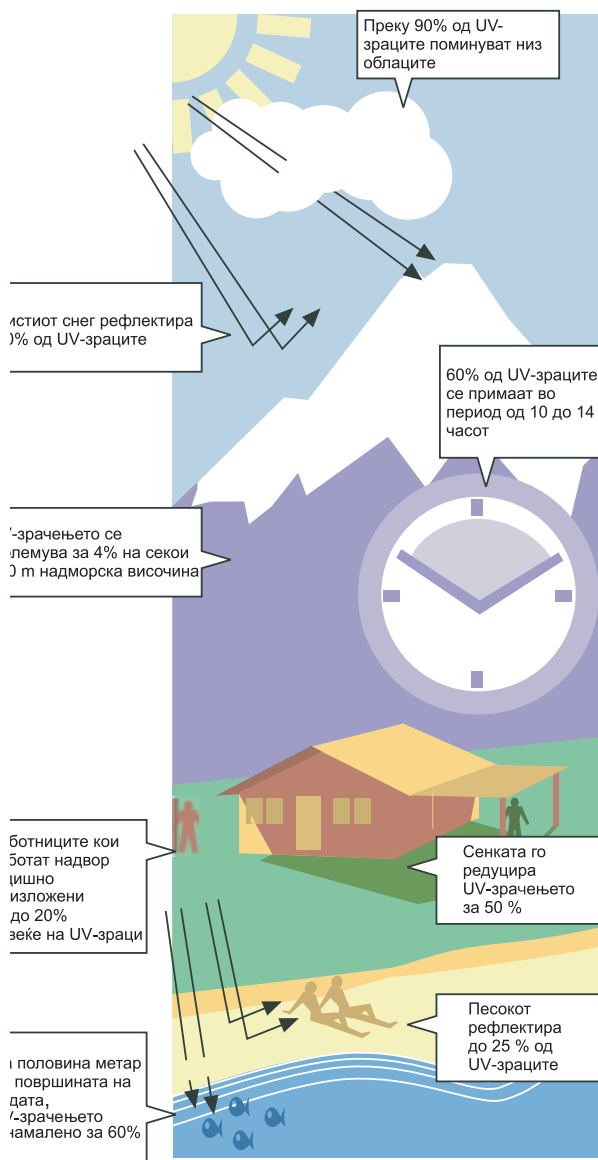 Преку 90% од UV-
зраците поминуват низ
облаците
истиот снег рефлектира
0% од UV-зраците
60% од UV-зраците
се примаат во
период од 10 до 14
часот
-зрачењето се
олемува за 4% на секои
0 m надморска височина
ботниците кои
ботат надвор
дишно
изложени
до 20%
веќе на UV-зраци
Сенката го
редуцира
UV-зрачењето
за 50 %
Песокот
рефлектира
до 25 % од
UV-зраците
половина метар
површината на
дата,
-зрачењето
намалено за 60%